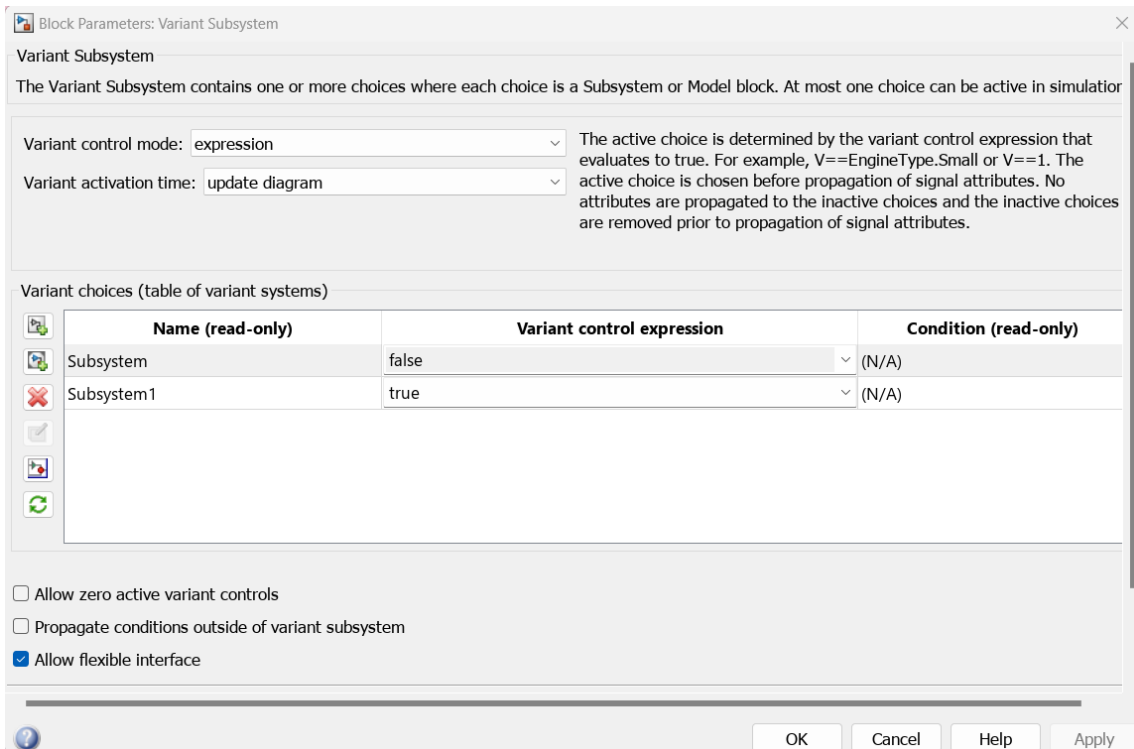 Block Parameters: Variant Subsystem
Variant Subsystem
The Variant Subsystem contains one or more choices where each choice is a Subsystem or Model block. At most one choice can be active in simulation
Variant control mode: expression
Variant activation time: update diagram
The active choice is determined by the variant control expression that
evaluates to true. For example, V==EngineType.Small or V==1. The
active choice is chosen before propagation of signal attributes. No
attributes are propagated to the inactive choices and the inactive choices
are removed prior to propagation of signal attributes.
Variant choices (table of variant systems)
Name (read-only) Variant control expression Condition (read-only)
Subsystem false (N/A)
Subsystem1 true (N/A)
Allow zero active variant controls
Propagate conditions outside of variant subsystem
Allow flexible interface
OK Cancel Help Apply